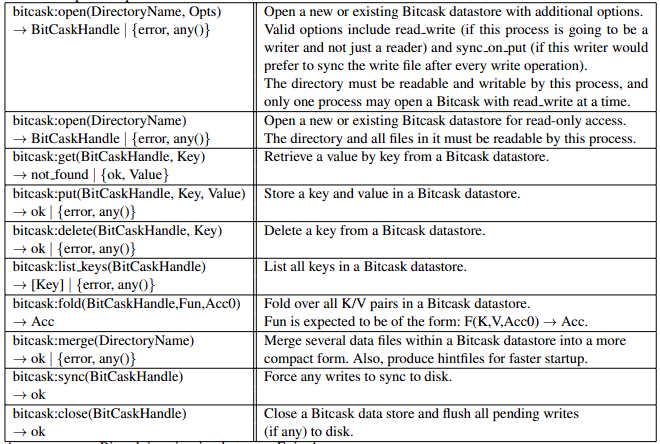 bitcask:open(DirectoryName, Opts)
→ BitCaskHandle | {error, any()}
Open a new or existing Bitcask datastore with additional options.
Valid options include read_write (if this process is going to be a
writer and not just a reader) and sync_on_put (if this writer would
prefer to sync the write file after every write operation).
The directory must be readable and writable by this process, and
only one process may open a Bitcask with read_write at a time.
bitcask:open(DirectoryName)
→ BitCaskHandle | {error, any()}
Open a new or existing Bitcask datastore for read-only access.
The directory and all files in it must be readable by this process.
bitcask:get(BitCaskHandle, Key)
→ not_found | {ok, Value}
Retrieve a value by key from a Bitcask datastore.
bitcask:put(BitCaskHandle, Key, Value)
→ ok | {error, any()}
Store a key and value in a Bitcask datastore.
bitcask:delete(BitCaskHandle, Key)
→ ok | {error, any()}
Delete a key from a Bitcask datastore.
bitcask:list_keys(BitCaskHandle)
→ [Key] | {error, any()}
List all keys in a Bitcask datastore.
bitcask:fold(BitCaskHandle,Fun,Acc0)
→ Acc
Fold over all K/V pairs in a Bitcask datastore.
Fun is expected to be of the form: F(K,V,Acc0) → Acc.
bitcask:merge(DirectoryName)
→ ok | {error, any()}
Merge several data files within a Bitcask datastore into a more
compact form. Also, produce hintfiles for faster startup.
bitcask:sync(BitCaskHandle)
→ ok
Force any writes to sync to disk.
bitcask:close(BitCaskHandle)
→ ok
Close a Bitcask data store and flush all pending writes
(if any) to disk.